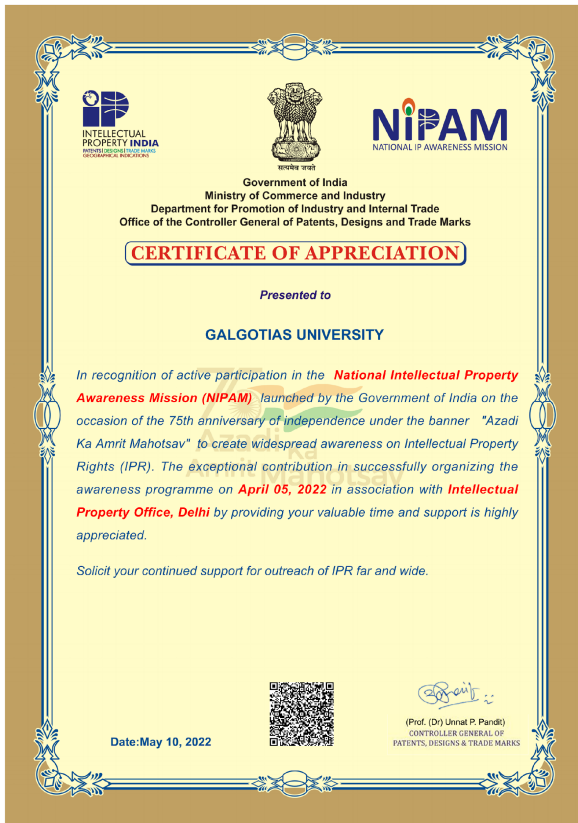 INTELLECTUAL
PROPERTY INDIA
PATENTS | DESIGNS | TRADE MARKS
GEOGRAPHICAL INDICATIONS
सत्यमेव जयते
NiPAM
NATIONAL IP AWARENESS MISSION
Government of India
Ministry of Commerce and Industry
Department for Promotion of Industry and Internal Trade
Office of the Controller General of Patents, Designs and Trade Marks
CERTIFICATE OF APPRECIATION
Presented to
GALGOTIAS UNIVERSITY
In recognition of active participation in the National Intellectual Property
Awareness Mission (NIPAM) launched by the Government of India on the
occasion of the 75th anniversary of independence under the banner "Azadi
Ka Amrit Mahotsav" to create widespread awareness on Intellectual Property
Rights (IPR). The exceptional contribution in successfully organizing the
awareness programme on April 05, 2022 in association with Intellectual
Property Office, Delhi by providing your valuable time and support is highly
appreciated.
75
Azadi Ka
Amrit Mahotsav
Solicit your continued support for outreach of IPR far and wide.
Date:May 10, 2022
(Prof. (Dr) Unnat P. Pandit)
CONTROLLER GENERAL OF
PATENTS, DESIGNS & TRADE MARKS